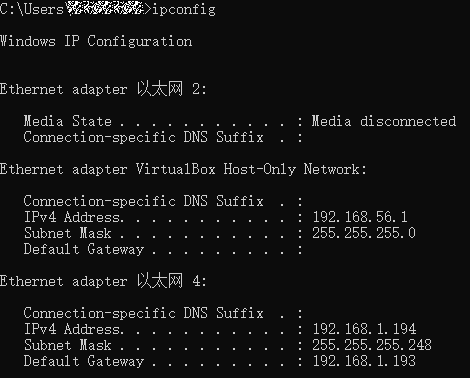 C:\Users\>ipconfig
Windows IP Configuration
Ethernet adapter 以太网 2:
Media State . . . . . . . . . . . : Media disconnected
Connection-specific DNS Suffix  . :
Ethernet adapter VirtualBox Host-Only Network:
Connection-specific DNS Suffix  . :
IPv4 Address. . . . . . . . . . . : 192.168.56.1
Subnet Mask . . . . . . . . . . . : 255.255.255.0
Default Gateway . . . . . . . . . :
Ethernet adapter 以太网 4:
Connection-specific DNS Suffix  . :
IPv4 Address. . . . . . . . . . . : 192.168.1.194
Subnet Mask . . . . . . . . . . . : 255.255.255.248
Default Gateway . . . . . . . . . : 192.168.1.193